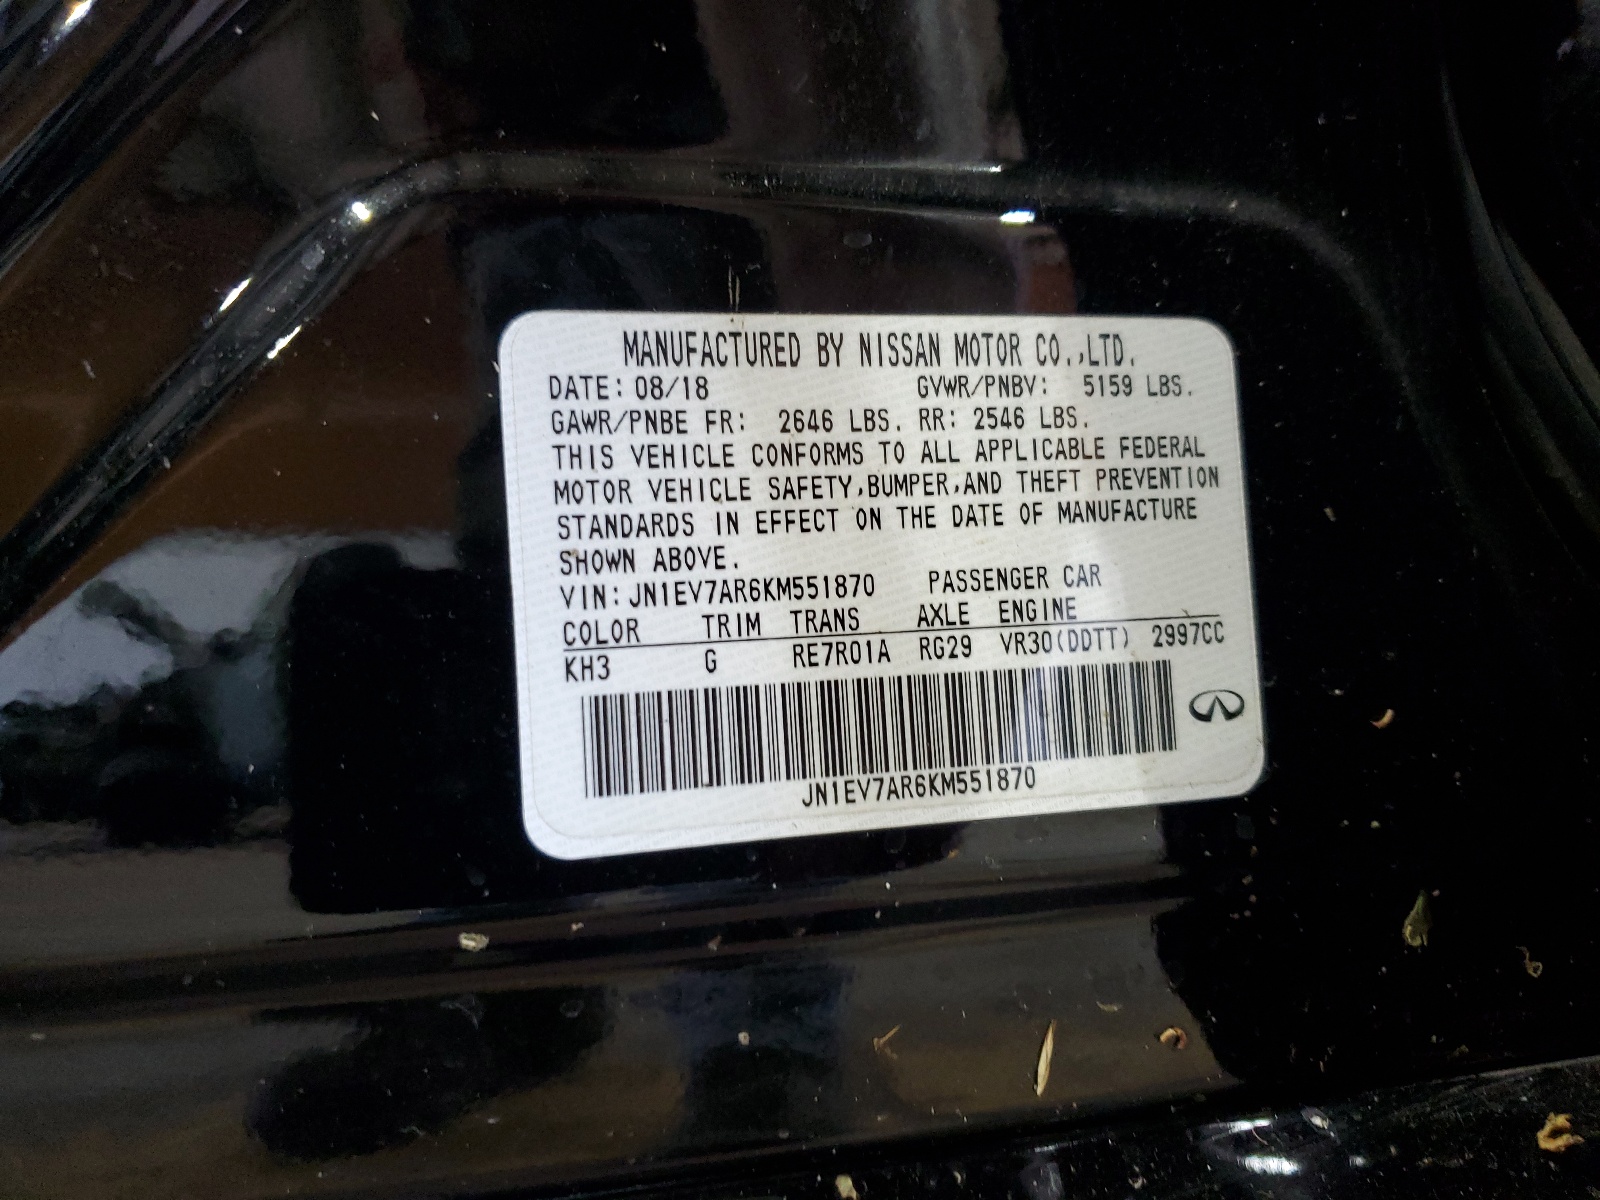 MANUFACTURED BY NISSAN MOTOR CO.,LTD.
DATE: 08/18 GVWR/PNBV: 5159 LBS.
GAWR/PNBE FR: 2646 LBS. RR: 2546 LBS.
THIS VEHICLE CONFORMS TO ALL APPLICABLE FEDERAL
MOTOR VEHICLE SAFETY,BUMPER,AND THEFT PREVENTION
STANDARDS IN EFFECT ON THE DATE OF MANUFACTURE
SHOWN ABOVE.
VIN: JN1EV7AR6KM551870 PASSENGER CAR
COLOR TRIM TRANS AXLE ENGINE
KH3 G RE7R01A RG29 VR30(DDTT) 2997CC
JN1EV7AR6KM551870